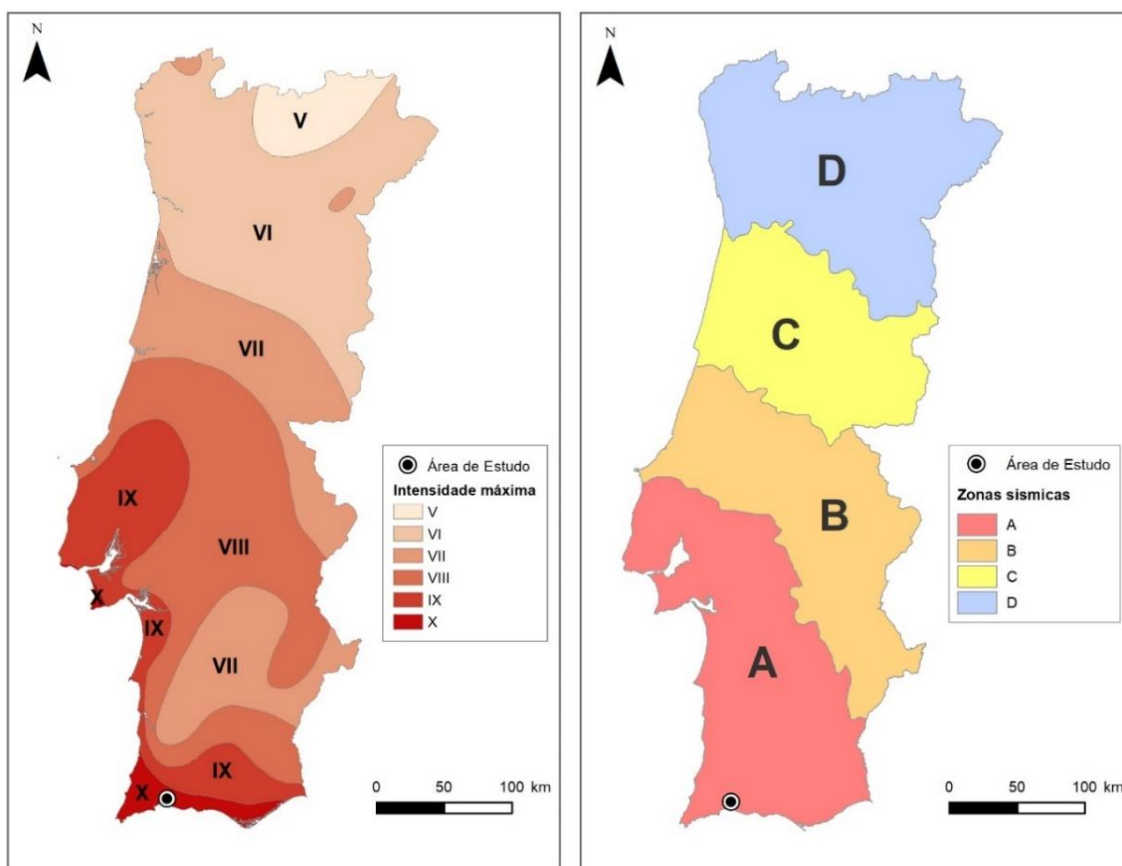 N
V
VI
VII
IX
VIII
X
IX
VII
IX
X
Área de Estudo
Intensidade máxima
V
VI
VII
VIII
IX
X
0 50 100 km
N
D
C
B
A
Área de Estudo
Zonas sismicas
A
B
C
D
0 50 100 km